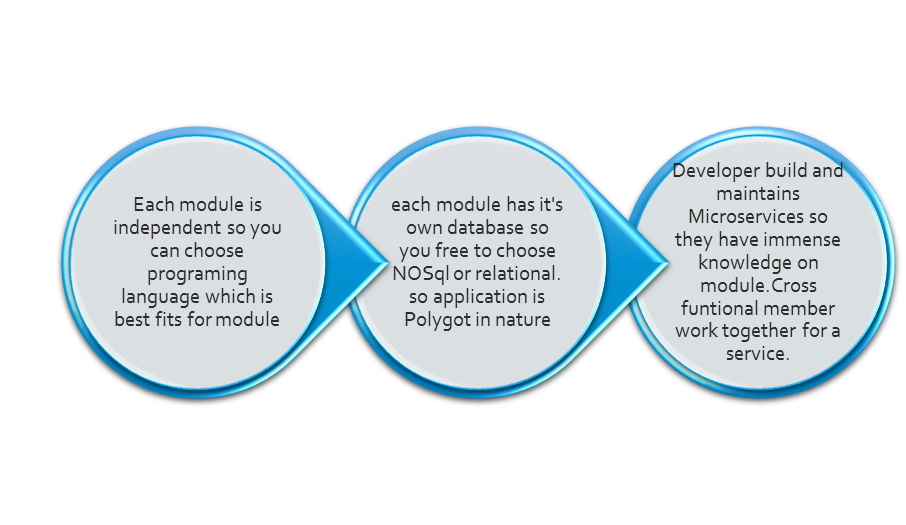 Each module is
independent so you
can choose
programing
language which is
best fits for module
each module has it's
own database so
you free to choose
NOSql or relational.
so application is
Polygot in nature
Developer build and
maintains
Microservices so
they have immense
knowledge on
module.Cross
funtional member
work together for a
service.